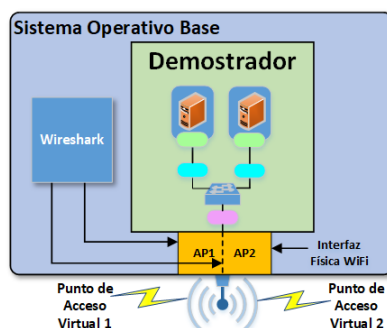 Sistema Operativo Base
Demostrador
Wireshark
AP1
AP2
Interfaz
Física WiFi
Punto de
Acceso
Virtual 1
Punto de
Acceso
Virtual 2